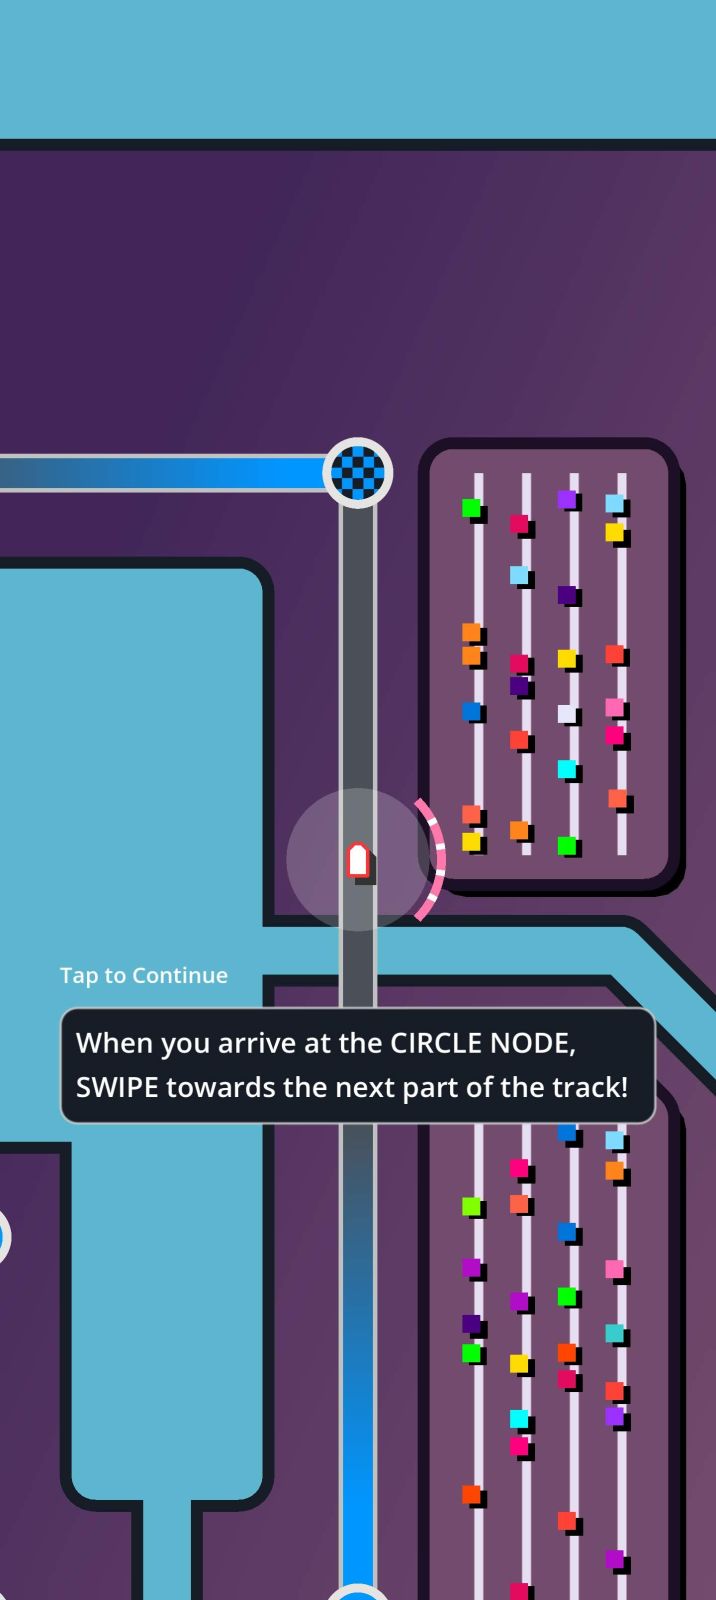 Tap to Continue
When you arrive at the CIRCLE NODE,
SWIPE towards the next part of the track!